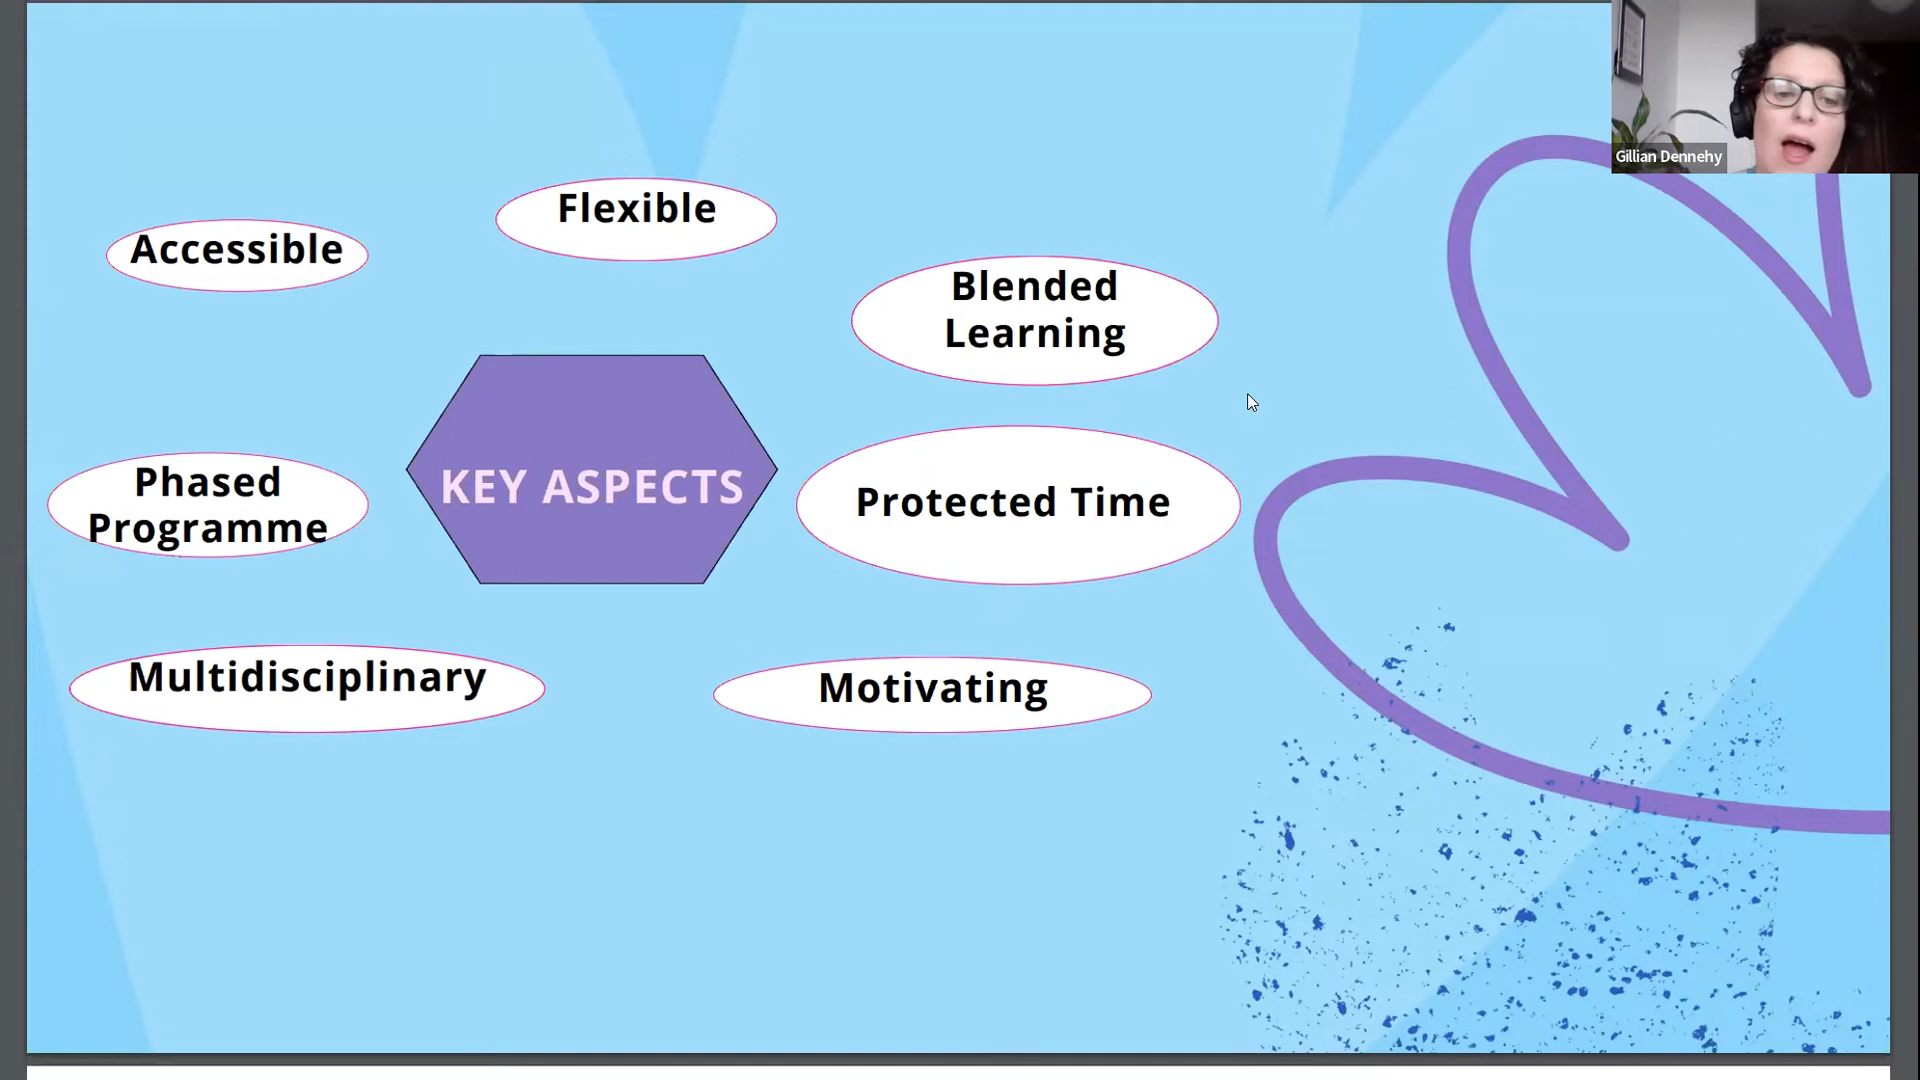 Gillian Dennehy
Flexible
Accessible
Blended
Learning
KEY ASPECTS
Phased
Programme
Protected Time
Multidisciplinary
Motivating